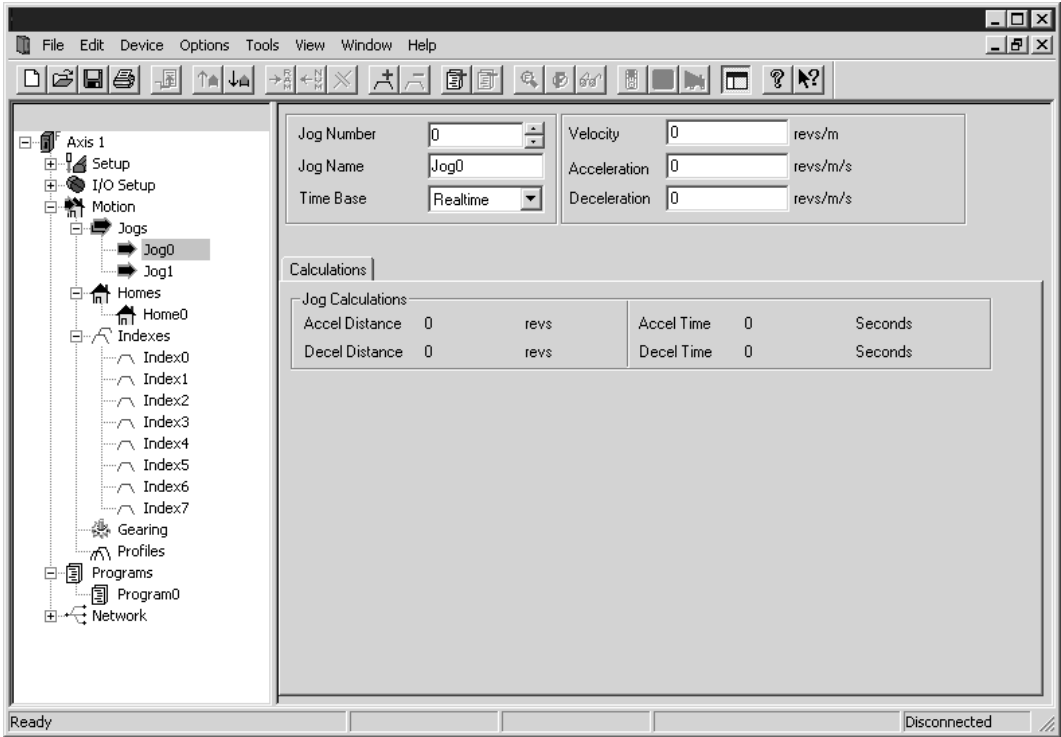 File Edit Device Options Tools View Window Help
Axis 1
Setup
I/O Setup
Motion
Jogs
Jog0
Jog1
Homes
Home0
Indexes
Index0
Index1
Index2
Index3
Index4
Index5
Index6
Index7
Gearing
Profiles
Programs
Program0
Network
Jog Number 0
Jog Name Jog0
Time Base Realtime
Velocity 0 revs/m
Acceleration 0 revs/m/s
Deceleration 0 revs/m/s
Calculations
Jog Calculations
Accel Distance 0 revs Accel Time 0 Seconds
Decel Distance 0 revs Decel Time 0 Seconds
Ready Disconnected